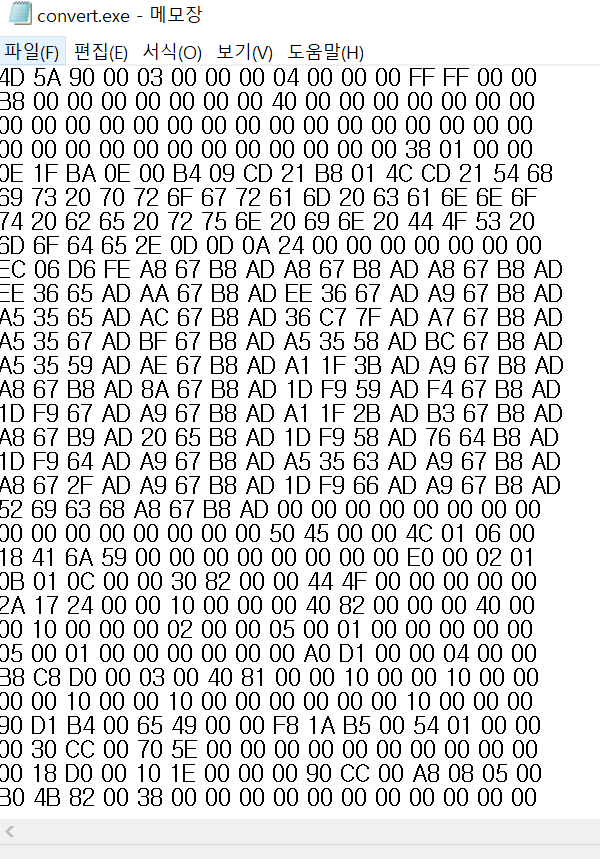 convert.exe - 메모장
파일(F) 편집(E) 서식(O) 보기(V) 도움말(H)
4D 5A 90 00 03 00 00 00 04 00 00 00 FF FF 00 00
B8 00 00 00 00 00 00 00 40 00 00 00 00 00 00 00
00 00 00 00 00 00 00 00 00 00 00 00 00 00 00 00
00 00 00 00 00 00 00 00 00 00 00 00 38 01 00 00
0E 1F BA 0E 00 B4 09 CD 21 B8 01 4C CD 21 54 68
69 73 20 70 72 6F 67 72 61 6D 20 63 61 6E 6E 6F
74 20 62 65 20 72 75 6E 20 69 6E 20 44 4F 53 20
6D 6F 64 65 2E 0D 0D 0A 24 00 00 00 00 00 00 00
EC 06 D6 FE A8 67 B8 AD A8 67 B8 AD A8 67 B8 AD
EE 36 65 AD AA 67 B8 AD EE 36 67 AD A9 67 B8 AD
A5 35 65 AD AC 67 B8 AD 36 C7 7F AD A7 67 B8 AD
A5 35 67 AD BF 67 B8 AD A5 35 58 AD BC 67 B8 AD
A5 35 59 AD AE 67 B8 AD A1 1F 3B AD A9 67 B8 AD
A8 67 B8 AD 8A 67 B8 AD 1D F9 59 AD F4 67 B8 AD
1D F9 67 AD A9 67 B8 AD A1 1F 2B AD B3 67 B8 AD
A8 67 B9 AD 20 65 B8 AD 1D F9 58 AD 76 64 B8 AD
1D F9 64 AD A9 67 B8 AD A5 35 63 AD A9 67 B8 AD
A8 67 2F AD A9 67 B8 AD 1D F9 66 AD A9 67 B8 AD
52 69 63 68 A8 67 B8 AD 00 00 00 00 00 00 00 00
00 00 00 00 00 00 00 00 50 45 00 00 4C 01 06 00
18 41 6A 59 00 00 00 00 00 00 00 00 E0 00 02 01
0B 01 0C 00 00 30 82 00 00 44 4F 00 00 00 00 00
2A 17 24 00 00 10 00 00 00 40 82 00 00 00 40 00
00 10 00 00 00 02 00 00 05 00 01 00 00 00 00 00
05 00 01 00 00 00 00 00 00 A0 D1 00 00 04 00 00
B8 C8 D0 00 03 00 40 81 00 00 10 00 00 10 00 00
00 00 10 00 00 10 00 00 00 00 00 00 10 00 00 00
90 D1 B4 00 65 49 00 00 F8 1A B5 00 54 01 00 00
00 30 CC 00 70 5E 00 00 00 00 00 00 00 00 00 00
00 18 D0 00 10 1E 00 00 00 90 CC 00 A8 08 05 00
B0 4B 82 00 38 00 00 00 00 00 00 00 00 00 00 00